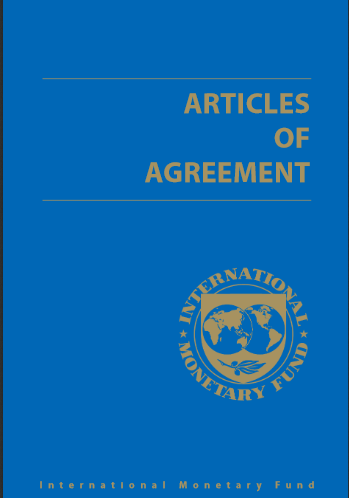 ARTICLES
OF
AGREEMENT
INTERNATIONAL
MONETARY FUND
International Monetary Fund